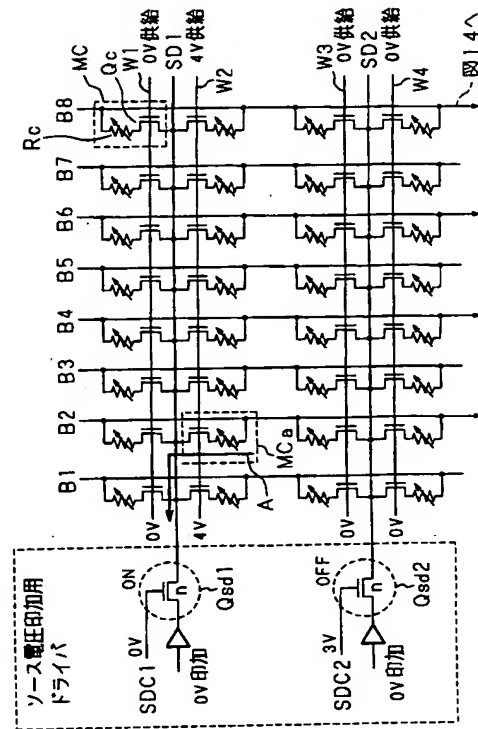 MC
Qc
Rc
W1
0V供給
SD1
4V供給
W2
W3
0V供給
SD2
0V供給
W4
図14へ
B1
B2
B3
B4
B5
B6
B7
B8
0V
4V
MCa
A
0V
0V
ソース電圧印加用
ドライバ
SDC1
0V
ON
n
Qsd1
0V印加
SDC2
3V
OFF
n
Qsd2
0V印加